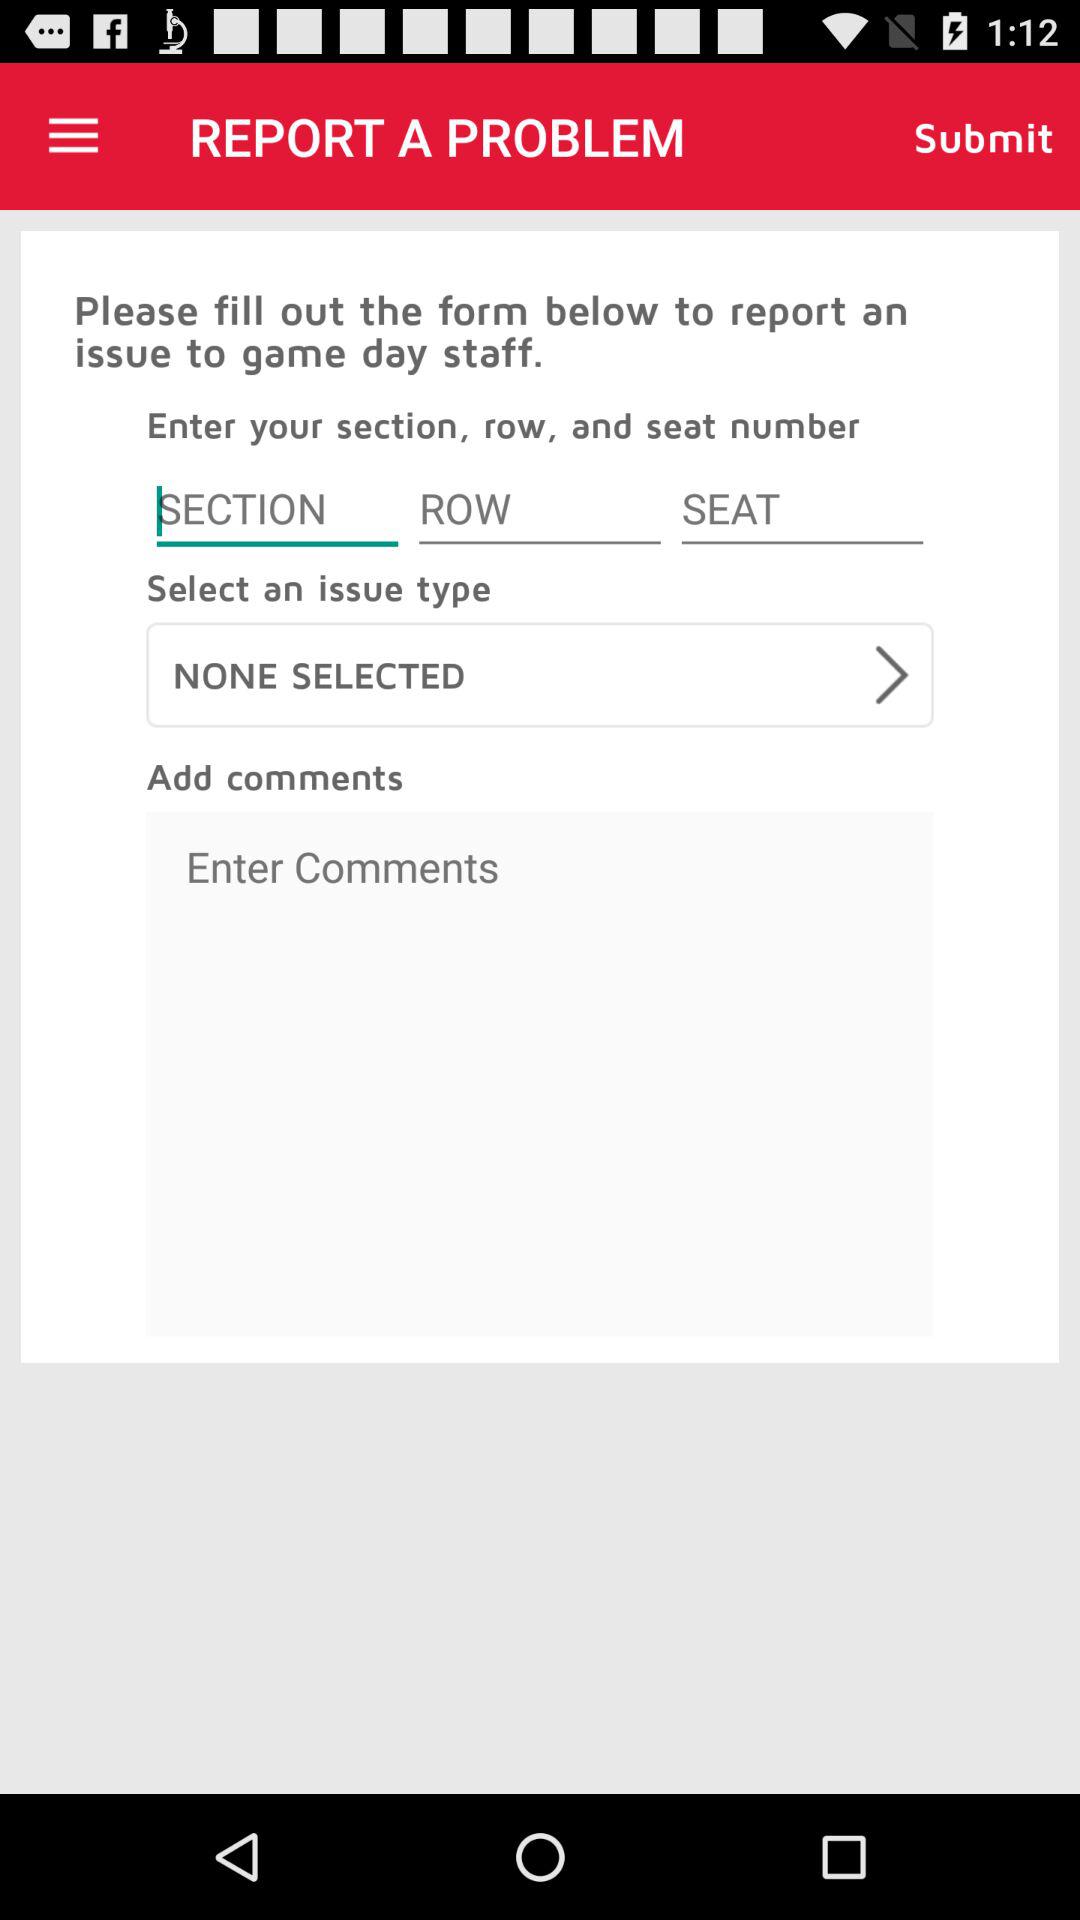 1:12
REPORT A PROBLEM
Submit
Please fill out the form below to report an
issue to game day staff.
Enter your section, row, and seat number
SECTION ROW SEAT
Select an issue type
NONE SELECTED
Add comments
Enter Comments